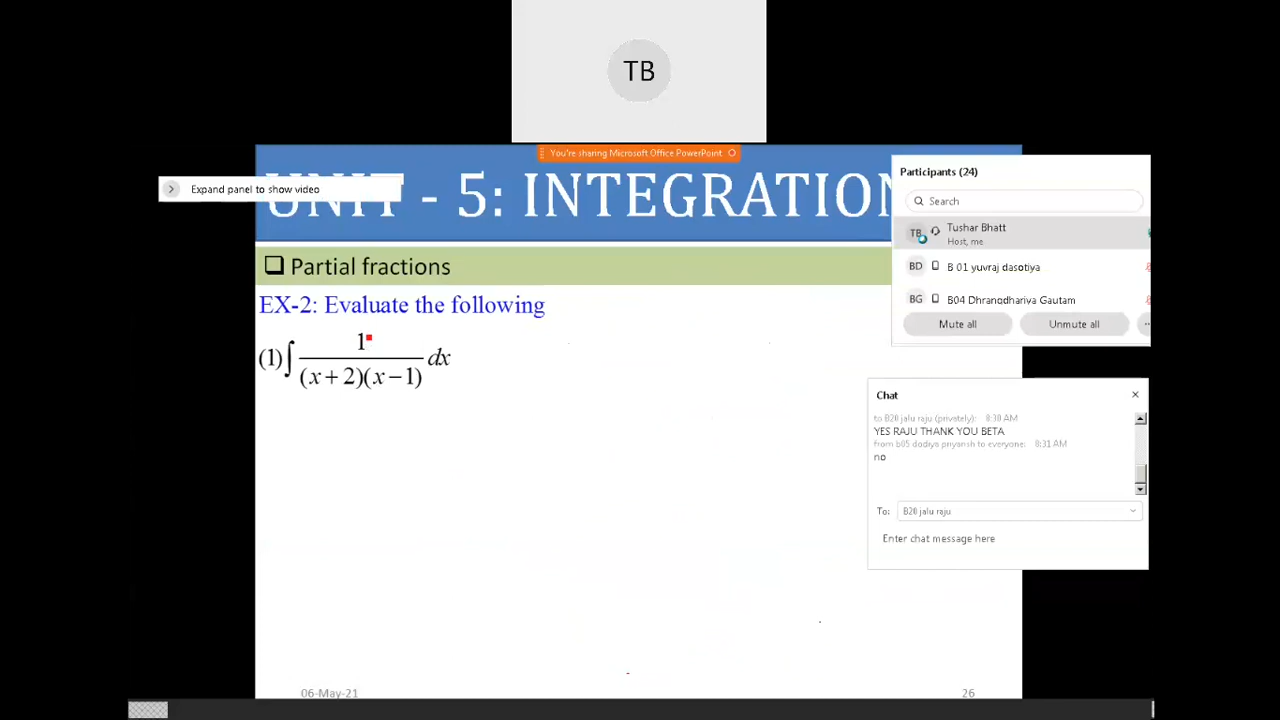 TB
You're sharing Microsoft Office PowerPoint
Expand panel to show video
UNIT - 5: INTEGRATION
Partial fractions
EX-2: Evaluate the following
(1) ∫ 1 / (x + 2)(x − 1) dx
06-May-21
26
Participants (24)
Search
TB
Tushar Bhatt
Host, me
BD
B 01 yuvraj dasotiya
BG
B04 Dhrangdhariya Gautam
Mute all
Unmute all
...
Chat
to B20 jalu raju (privately): 8:30 AM
YES RAJU THANK YOU BETA
from b05 dodiya priyansh to everyone: 8:31 AM
no
To:
B20 jalu raju
Enter chat message here